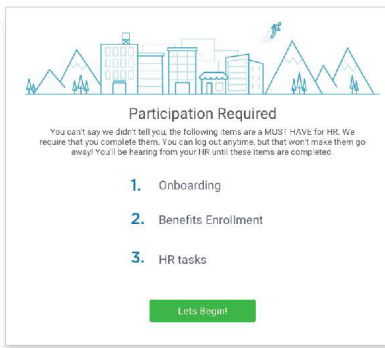 Participation Required
You can't say we didn't tell you, the following items are a MUST HAVE for HR. We
require that you complete them. You can log out anytime, but that won't make them go
away! You'll be hearing from your HR until these items are completed.
1. Onboarding
2. Benefits Enrollment
3. HR tasks
Lets Begin!